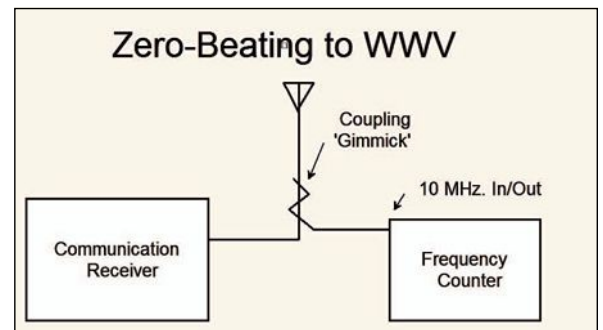 Zero-Beating to WWV
Coupling
'Gimmick'
10 MHz. In/Out
Communication
Receiver
Frequency
Counter